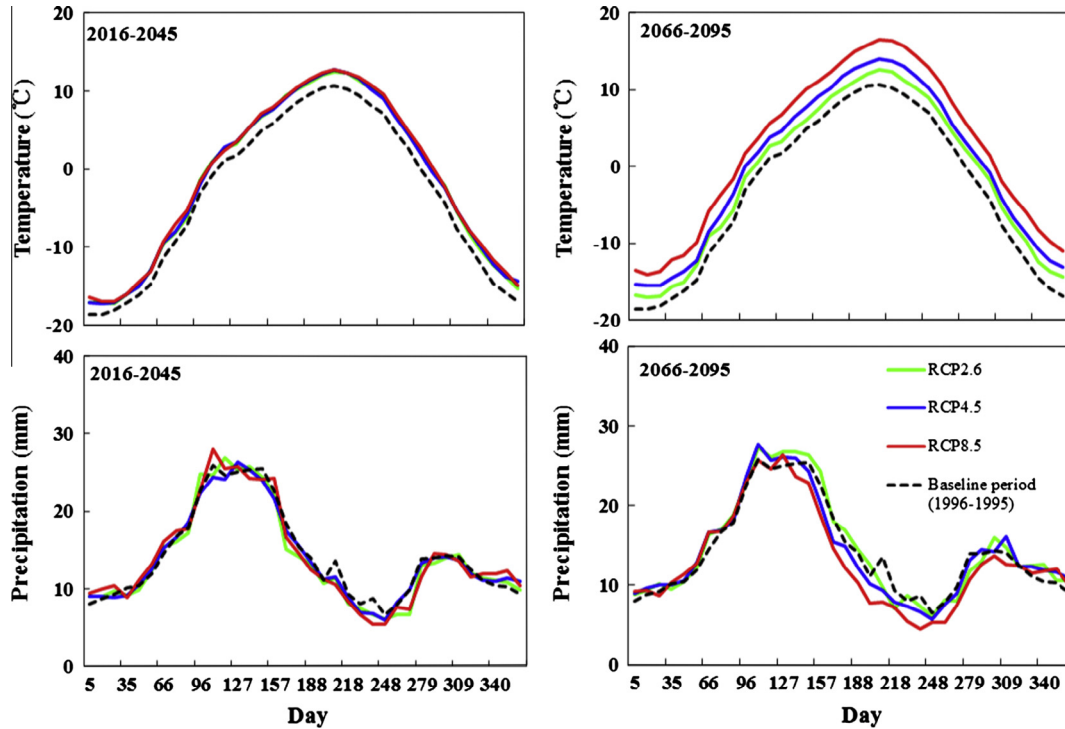 2016-2045
Temperature (℃)
20
10
0
-10
-20
2066-2095
Temperature (℃)
20
10
0
-10
-20
2016-2045
Precipitation (mm)
40
30
20
10
0
5 35 66 96 127 157 188 218 248 279 309 340
Day
2066-2095
Precipitation (mm)
40
30
20
10
0
RCP2.6
RCP4.5
RCP8.5
Baseline period
(1996-1995)
5 35 66 96 127 157 188 218 248 279 309 340
Day